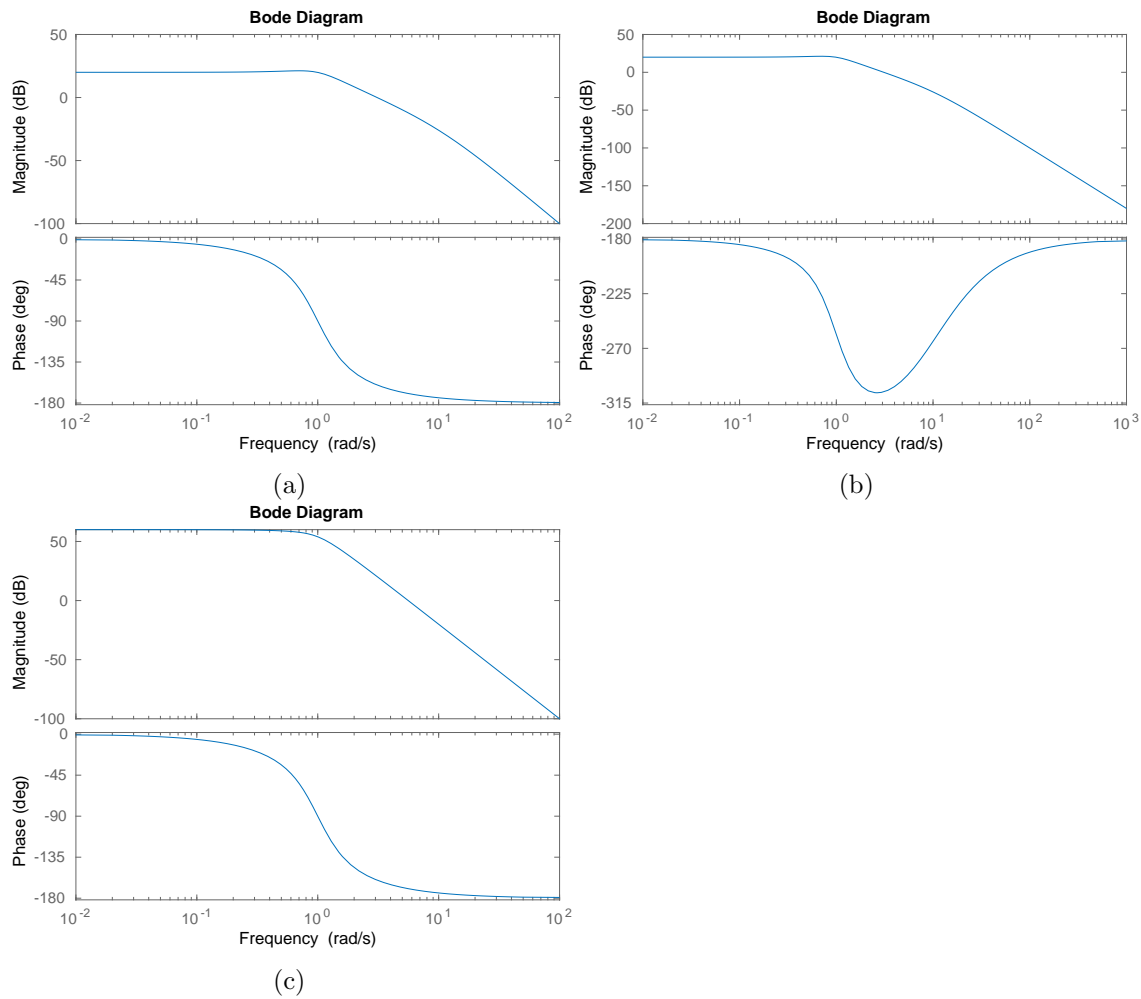 Bode Diagram
Magnitude (dB)
50
0
-50
-100
Phase (deg)
0
-45
-90
-135
-180
10^-2 10^-1 10^0 10^1 10^2
Frequency (rad/s)
(a)
Bode Diagram
Magnitude (dB)
50
0
-50
-100
-150
-200
Phase (deg)
-180
-225
-270
-315
10^-2 10^-1 10^0 10^1 10^2 10^3
Frequency (rad/s)
(b)
Bode Diagram
Magnitude (dB)
50
0
-50
-100
Phase (deg)
0
-45
-90
-135
-180
10^-2 10^-1 10^0 10^1 10^2
Frequency (rad/s)
(c)